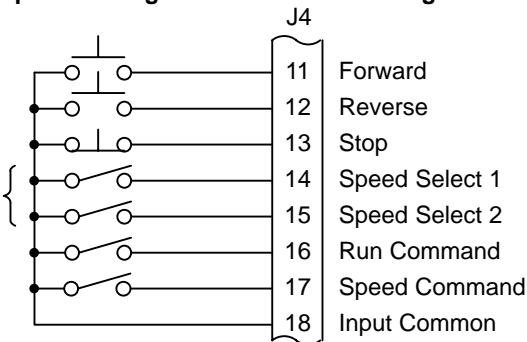 J4
11 Forward
12 Reverse
13 Stop
14 Speed Select 1
15 Speed Select 2
16 Run Command
17 Speed Command
18 Input Common